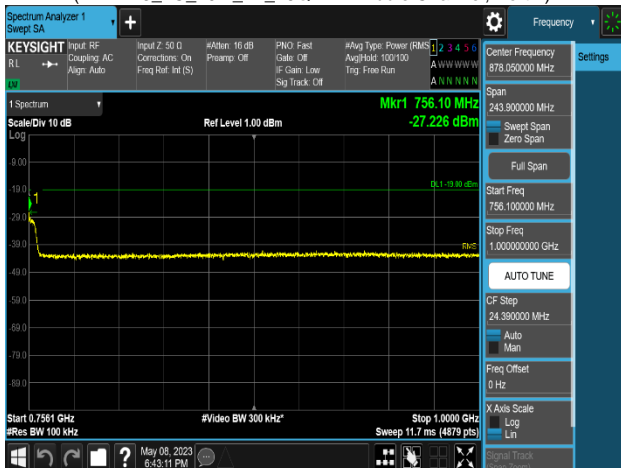 Spectrum Analyzer 1
Swept SA
+
Frequency
Settings
KEYSIGHT
RL
Input: RF
Coupling: AC
Align: Auto
Input Z: 50 Ω
Corrections: On
Freq Ref: Int (S)
#Atten: 16 dB
Preamp: Off
PNO: Fast
Gate: Off
IF Gain: Low
Sig Track: Off
#Avg Type: Power (RMS
Avg|Hold: 100/100
Trig: Free Run
1 2 3 4 5 6
A W W W W W
A N N N N N
1 Spectrum
Scale/Div 10 dB
Ref Level 1.00 dBm
Mkr1 756.10 MHz
-27.226 dBm
Log
-9.00
-19.0
-29.0
-39.0
-49.0
-59.0
-69.0
-79.0
-89.0
1
DL1 -19.00 dBm
RMS
Start 0.7561 GHz
#Res BW 100 kHz
#Video BW 300 kHz*
Stop 1.0000 GHz
Sweep 11.7 ms (4879 pts)
Center Frequency
878.050000 MHz
Span
243.900000 MHz
Swept Span
Zero Span
Full Span
Start Freq
756.100000 MHz
Stop Freq
1.000000000 GHz
AUTO TUNE
CF Step
24.390000 MHz
Auto
Man
Freq Offset
0 Hz
X Axis Scale
Log
Lin
Signal Track
(Span Zoom)
?
May 08, 2023
6:43:11 PM